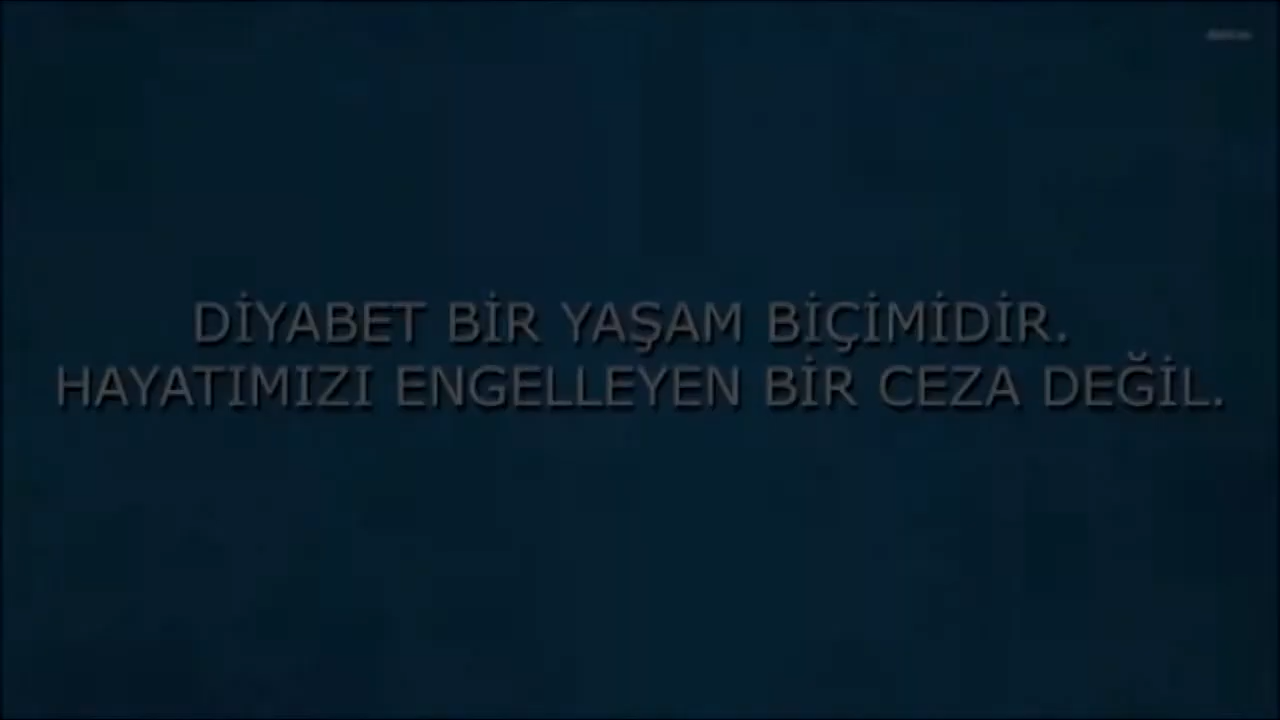 DİYABET BİR YAŞAM BİÇİMİDİR.
HAYATIMIZI ENGELLEYEN BİR CEZA DEĞİL.